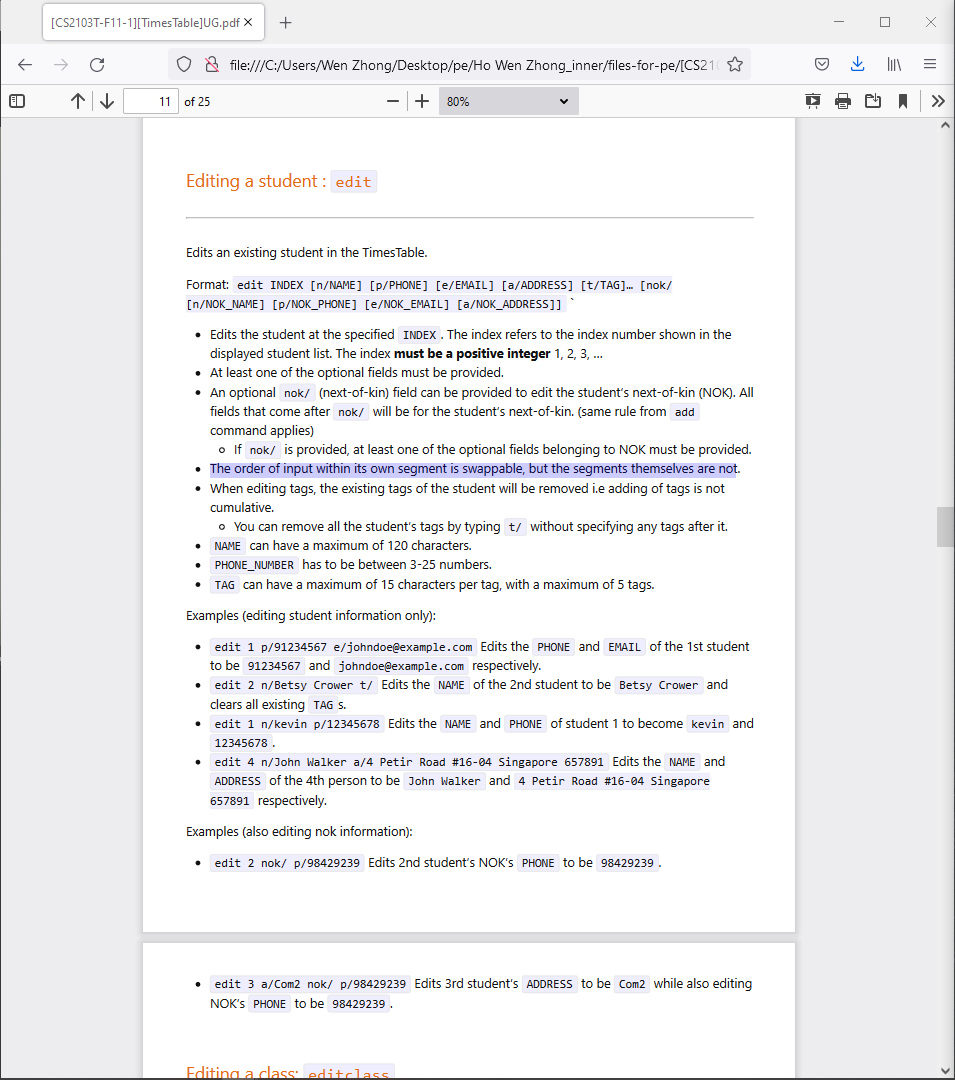 [CS2103T-F11-1][TimesTable]UG.pdf
file:///C:/Users/Wen Zhong/Desktop/pe/Ho Wen Zhong_inner/files-for-pe/[CS210
11 of 25
80%
Editing a student : edit
Edits an existing student in the TimesTable.
Format: edit INDEX [n/NAME] [p/PHONE] [e/EMAIL] [a/ADDRESS] [t/TAG]… [nok/
[n/NOK_NAME] [p/NOK_PHONE] [e/NOK_EMAIL] [a/NOK_ADDRESS]] `
• Edits the student at the specified INDEX. The index refers to the index number shown in the
displayed student list. The index must be a positive integer 1, 2, 3, …
• At least one of the optional fields must be provided.
• An optional nok/ (next-of-kin) field can be provided to edit the student's next-of-kin (NOK). All
fields that come after nok/ will be for the student's next-of-kin. (same rule from add
command applies)
◦ If nok/ is provided, at least one of the optional fields belonging to NOK must be provided.
• The order of input within its own segment is swappable, but the segments themselves are not.
• When editing tags, the existing tags of the student will be removed i.e adding of tags is not
cumulative.
◦ You can remove all the student's tags by typing t/ without specifying any tags after it.
• NAME can have a maximum of 120 characters.
• PHONE_NUMBER has to be between 3-25 numbers.
• TAG can have a maximum of 15 characters per tag, with a maximum of 5 tags.
Examples (editing student information only):
• edit 1 p/91234567 e/johndoe@example.com Edits the PHONE and EMAIL of the 1st student
to be 91234567 and johndoe@example.com respectively.
• edit 2 n/Betsy Crower t/ Edits the NAME of the 2nd student to be Betsy Crower and
clears all existing TAG s.
• edit 1 n/kevin p/12345678 Edits the NAME and PHONE of student 1 to become kevin and
12345678.
• edit 4 n/John Walker a/4 Petir Road #16-04 Singapore 657891 Edits the NAME and
ADDRESS of the 4th person to be John Walker and 4 Petir Road #16-04 Singapore
657891 respectively.
Examples (also editing nok information):
• edit 2 nok/ p/98429239 Edits 2nd student's NOK's PHONE to be 98429239.
• edit 3 a/Com2 nok/ p/98429239 Edits 3rd student's ADDRESS to be Com2 while also editing
NOK's PHONE to be 98429239.
Editing a class: editclass